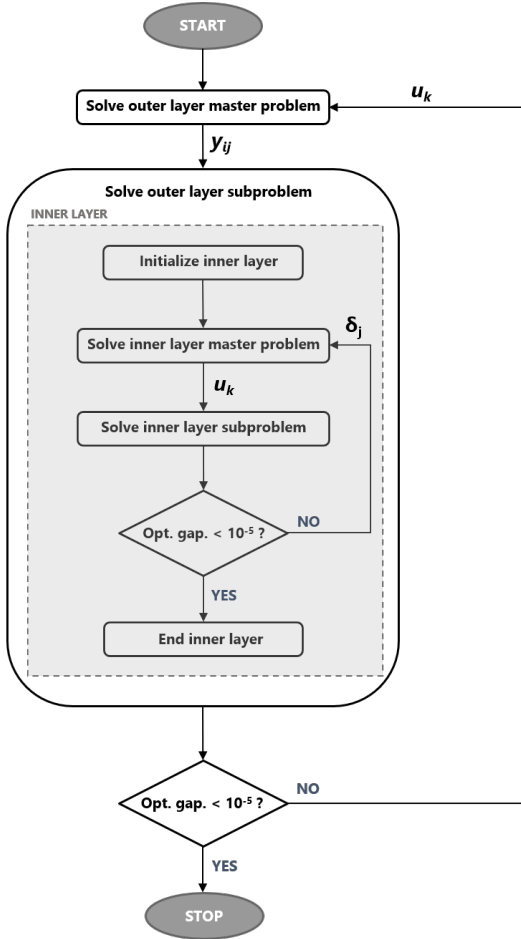 START
Solve outer layer master problem
u_k
y_ij
Solve outer layer subproblem
INNER LAYER
Initialize inner layer
δ_j
Solve inner layer master problem
u_k
Solve inner layer subproblem
Opt. gap. < 10⁻⁵ ?
NO
YES
End inner layer
Opt. gap. < 10⁻⁵ ?
NO
YES
STOP